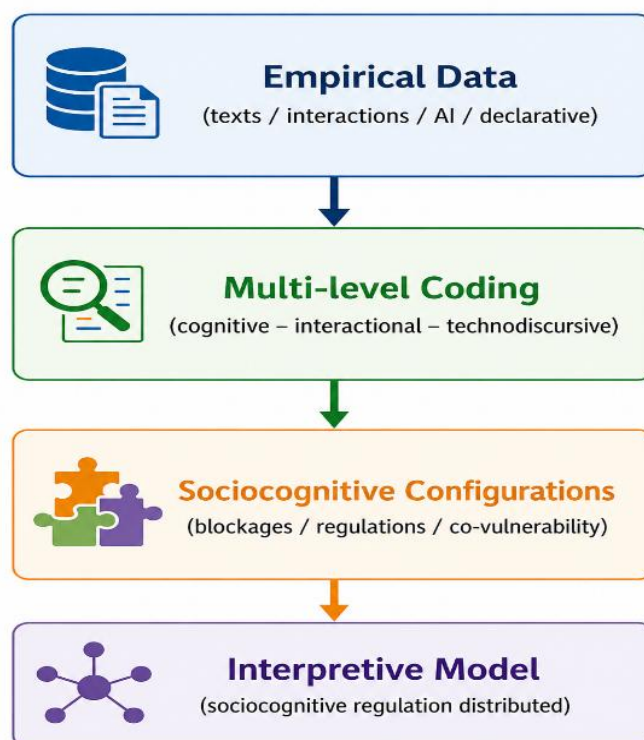 Empirical Data
(texts / interactions / AI / declarative)
Multi-level Coding
(cognitive – interactional – technodiscursive)
Sociocognitive Configurations
(blockages / regulations / co-vulnerability)
Interpretive Model
(sociocognitive regulation distributed)